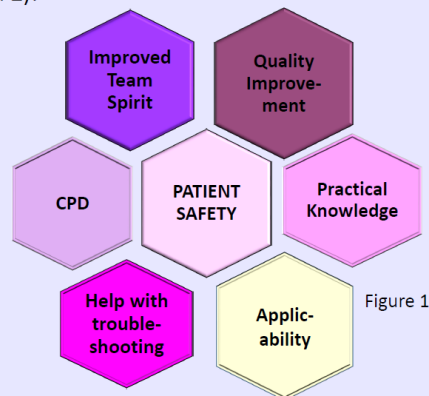 Improved
Team
Spirit
Quality
Improve-
ment
CPD
PATIENT
SAFETY
Practical
Knowledge
Help with
trouble-
shooting
Applic-
ability
Figure 1